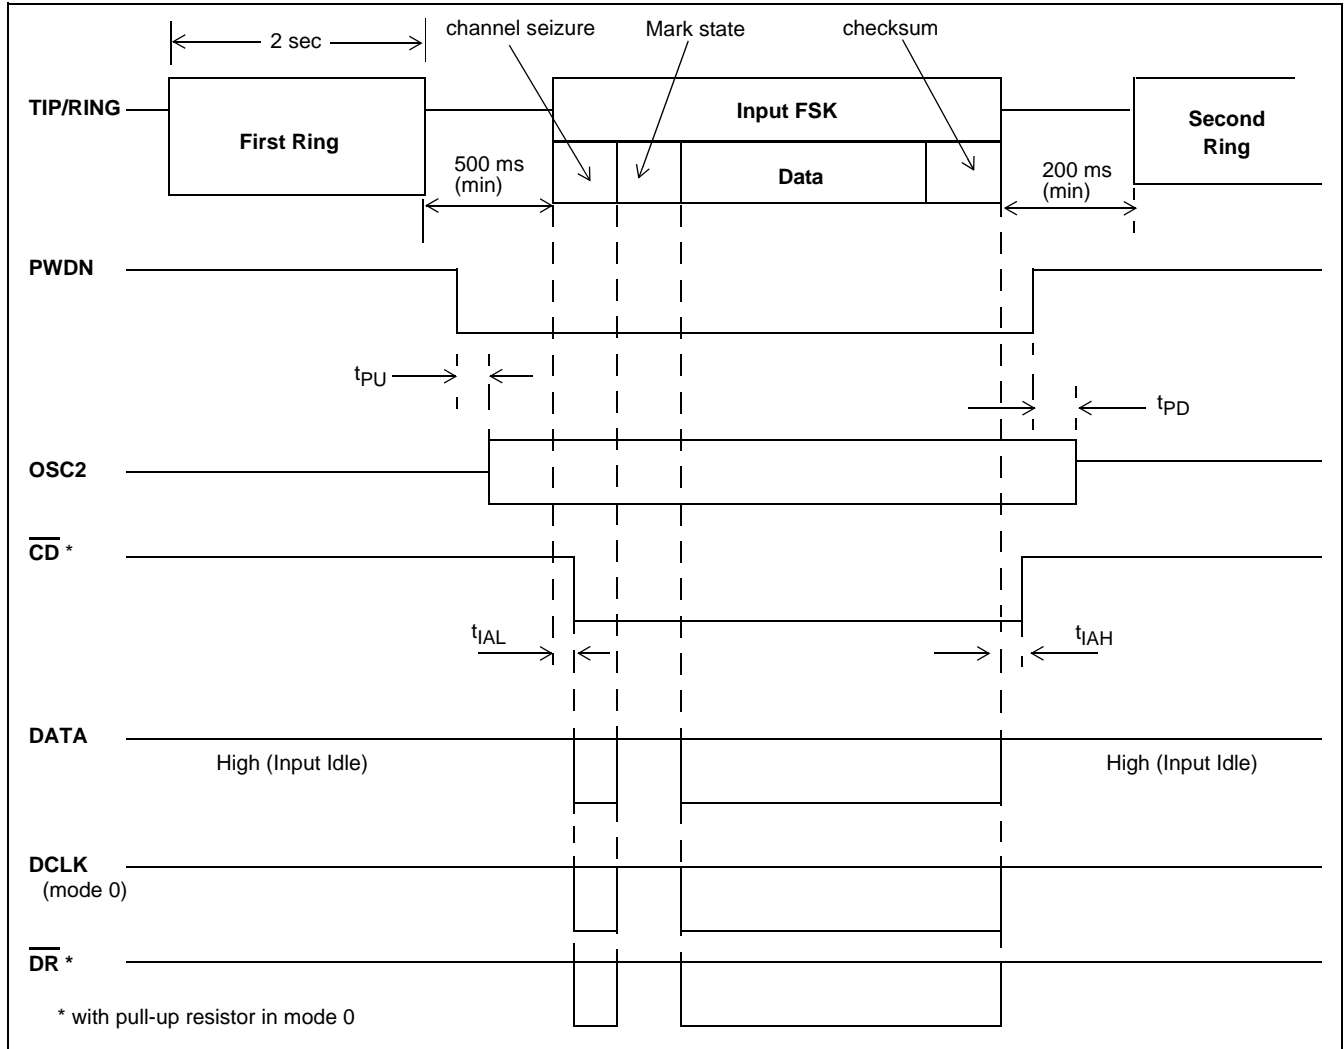 2 sec
channel seizure
Mark state
checksum
TIP/RING
First Ring
500 ms
(min)
Input FSK
Data
200 ms
(min)
Second
Ring
PWDN
tPU
tPD
OSC2
CD *
tIAL
tIAH
DATA
High (Input Idle)
High (Input Idle)
DCLK
(mode 0)
DR *
* with pull-up resistor in mode 0